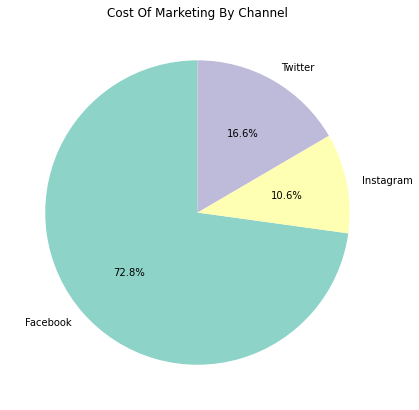 Cost Of Marketing By Channel
Twitter
16.6%
Instagram
10.6%
72.8%
Facebook